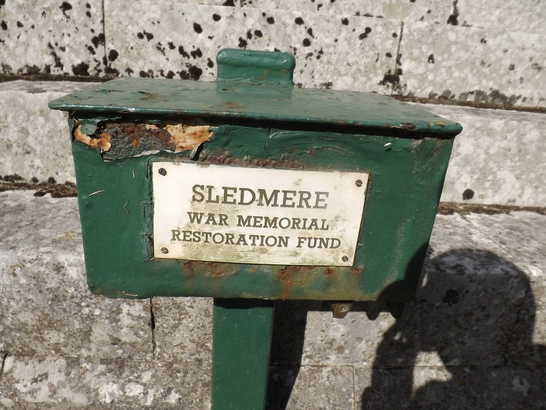 SLEDMERE
WAR MEMORIAL
RESTORATION FUND